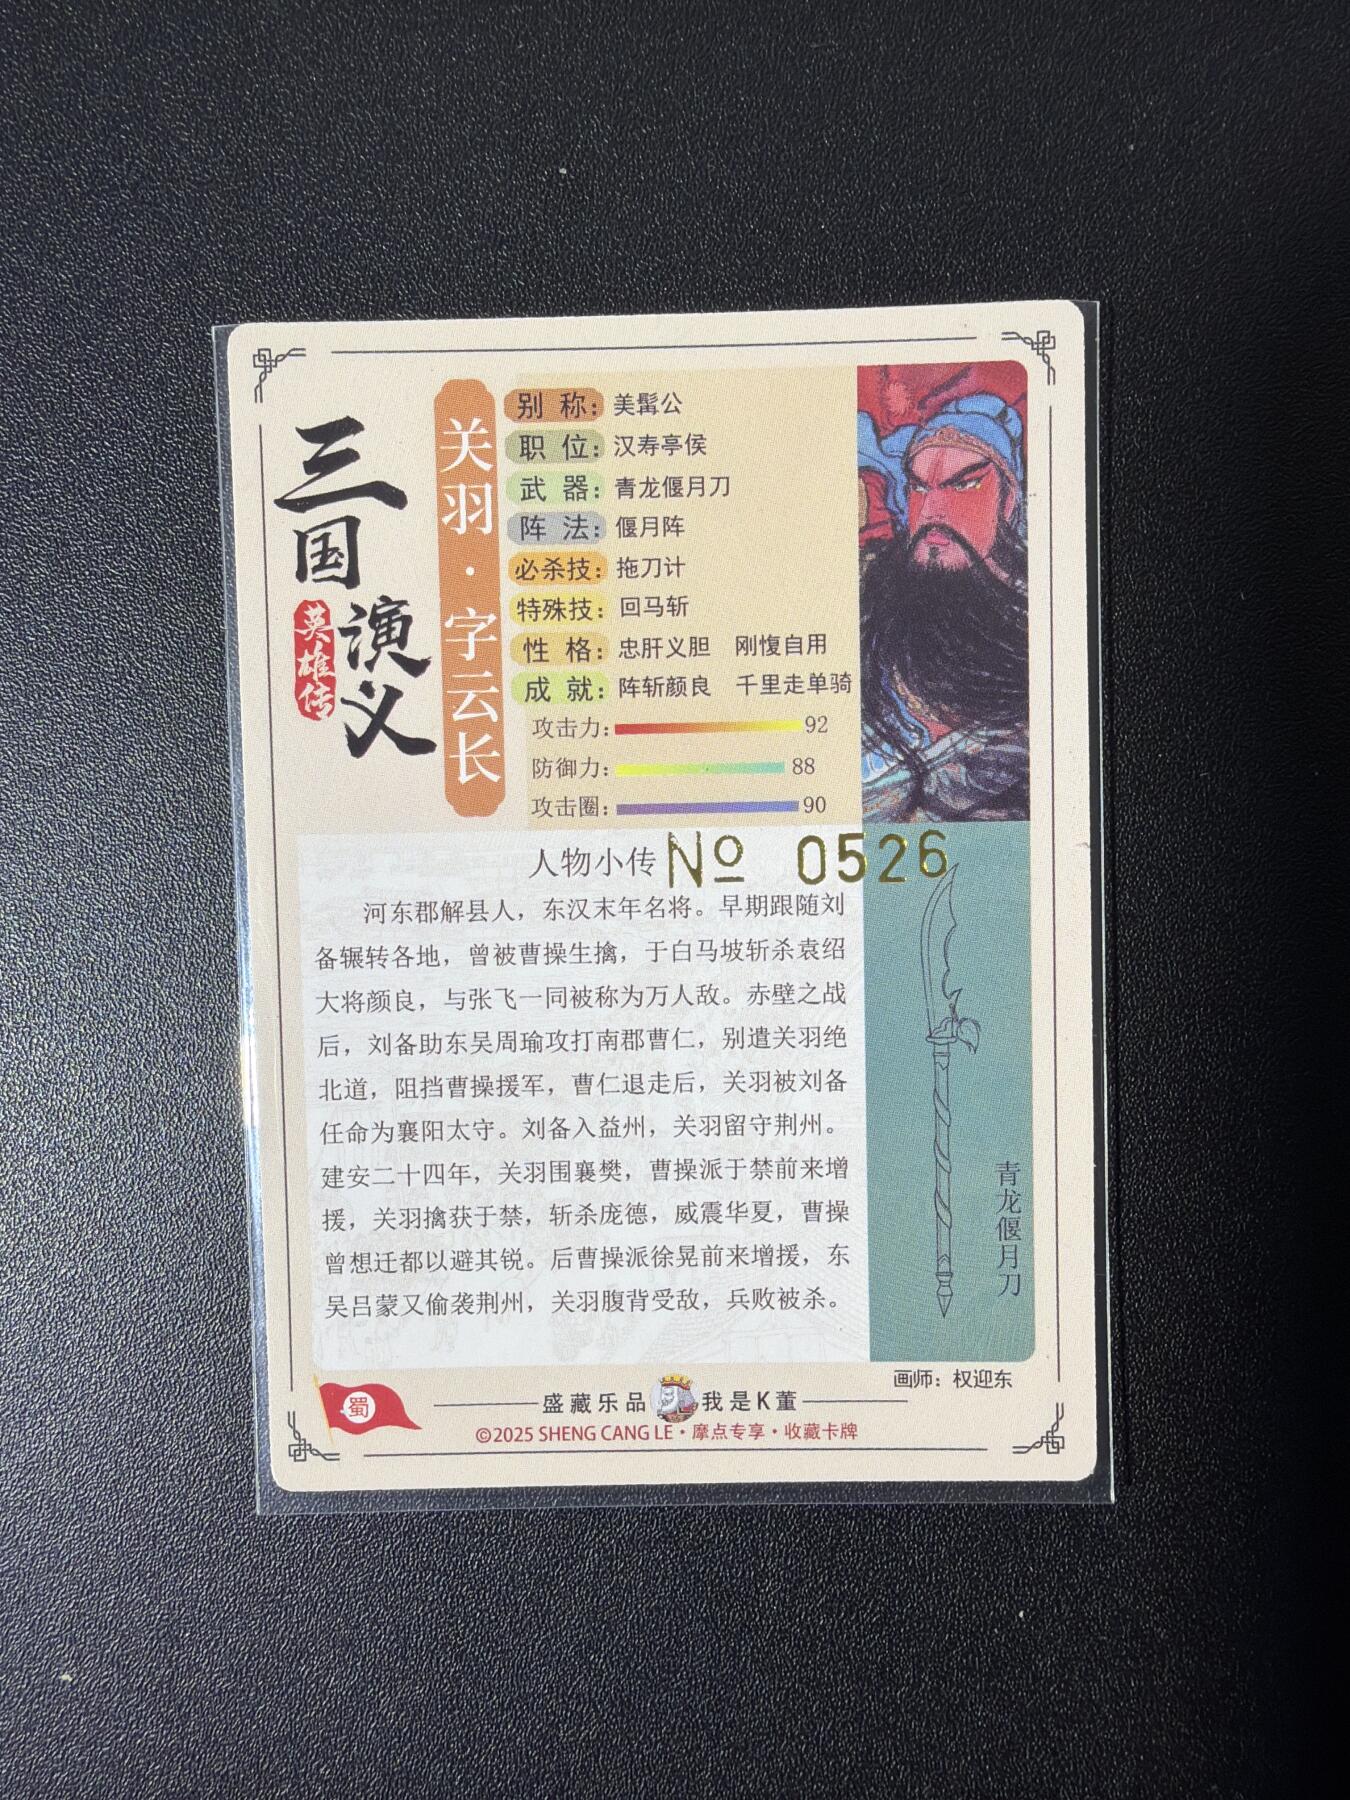 三国演义
英雄传
关羽·字云长
别称：美髯公
职位：汉寿亭侯
武器：青龙偃月刀
阵法：偃月阵
必杀技：拖刀计
特殊技：回马斩
性格：忠肝义胆 刚愎自用
成就：阵斩颜良 千里走单骑
攻击力：92
防御力：88
攻击圈：90
人物小传
Nº 0526
河东郡解县人，东汉末年名将。早期跟随刘
备辗转各地，曾被曹操生擒，于白马坡斩杀袁绍
大将颜良，与张飞一同被称为万人敌。赤壁之战
后，刘备助东吴周瑜攻打南郡曹仁，别遣关羽绝
北道，阻挡曹操援军，曹仁退走后，关羽被刘备
任命为襄阳太守。刘备入益州，关羽留守荆州。
建安二十四年，关羽围襄樊，曹操派于禁前来增
援，关羽擒获于禁，斩杀庞德，威震华夏，曹操
曾想迁都以避其锐。后曹操派徐晃前来增援，东
吴吕蒙又偷袭荆州，关羽腹背受敌，兵败被杀。
青龙偃月刀
画师：权迎东
蜀
盛藏乐品 我是K董
©2025 SHENG CANG LE·摩点专享·收藏卡牌